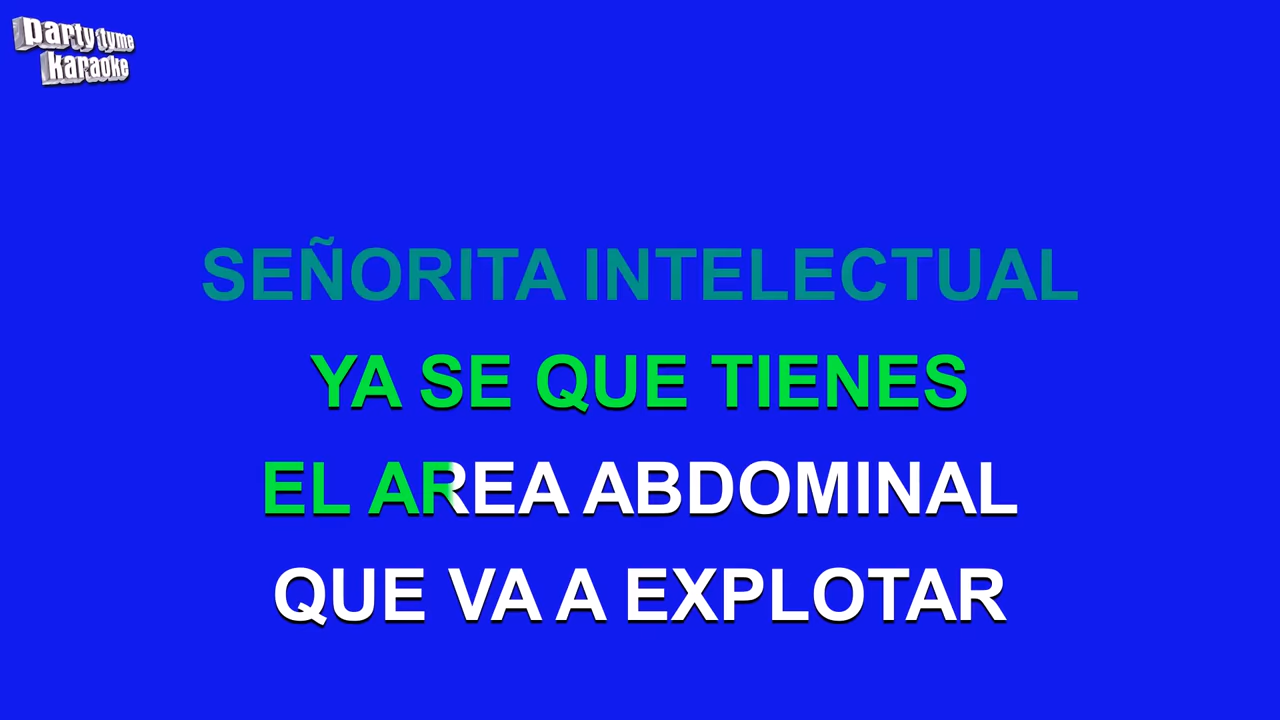 party tyme
karaoke
SEÑORITA INTELECTUAL
YA SE QUE TIENES
EL AREA ABDOMINAL
QUE VA A EXPLOTAR